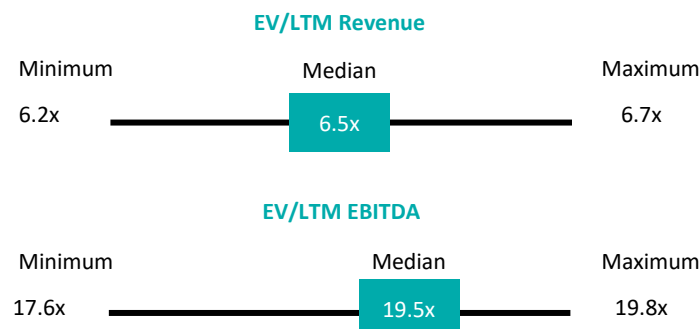 EV/LTM Revenue
Minimum Median Maximum
6.2x 6.5x 6.7x
EV/LTM EBITDA
Minimum Median Maximum
17.6x 19.5x 19.8x